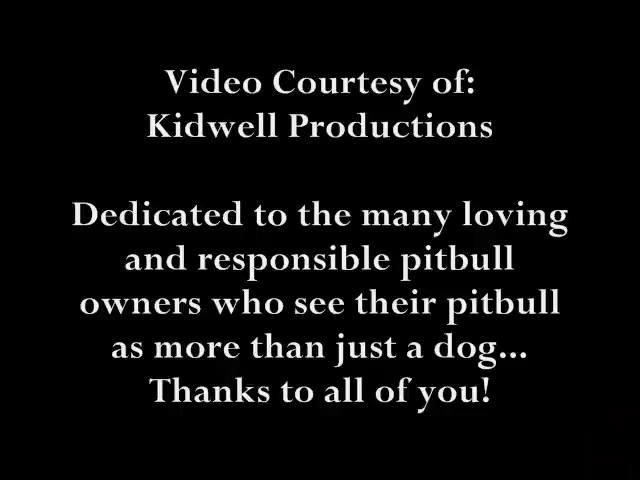 Video Courtesy of:
Kidwell Productions
Dedicated to the many loving
and responsible pitbull
owners who see their pitbull
as more than just a dog...
Thanks to all of you!